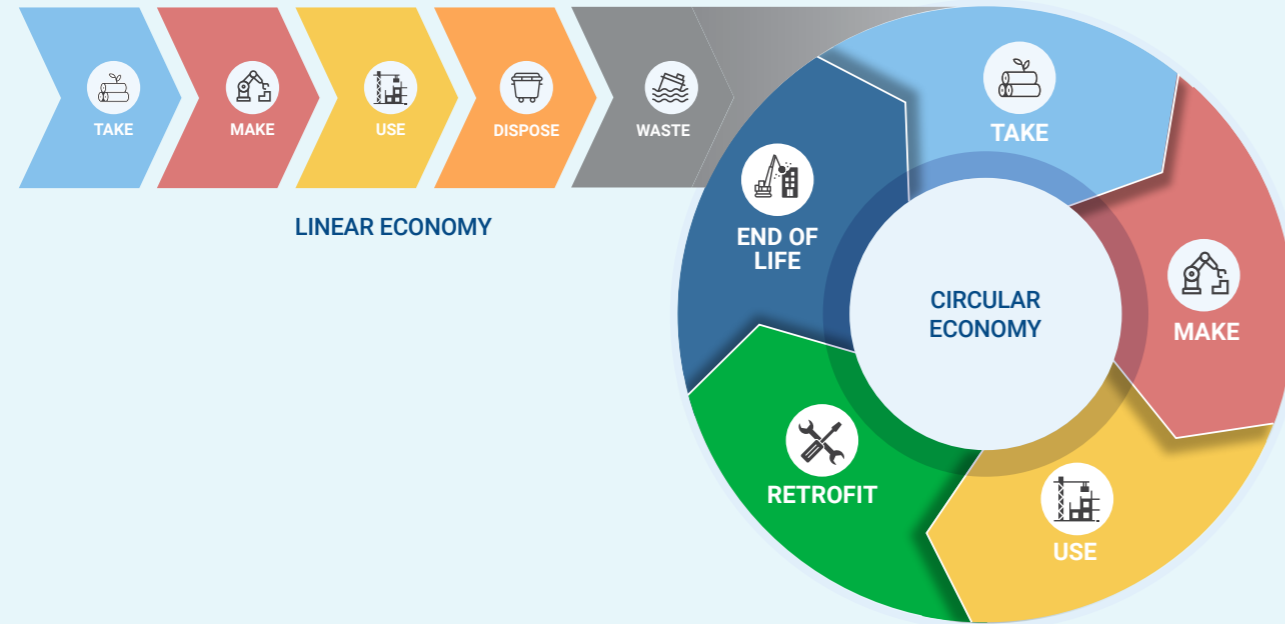 TAKE
MAKE
USE
DISPOSE
WASTE
LINEAR ECONOMY
TAKE
MAKE
USE
RETROFIT
END OF
LIFE
CIRCULAR
ECONOMY